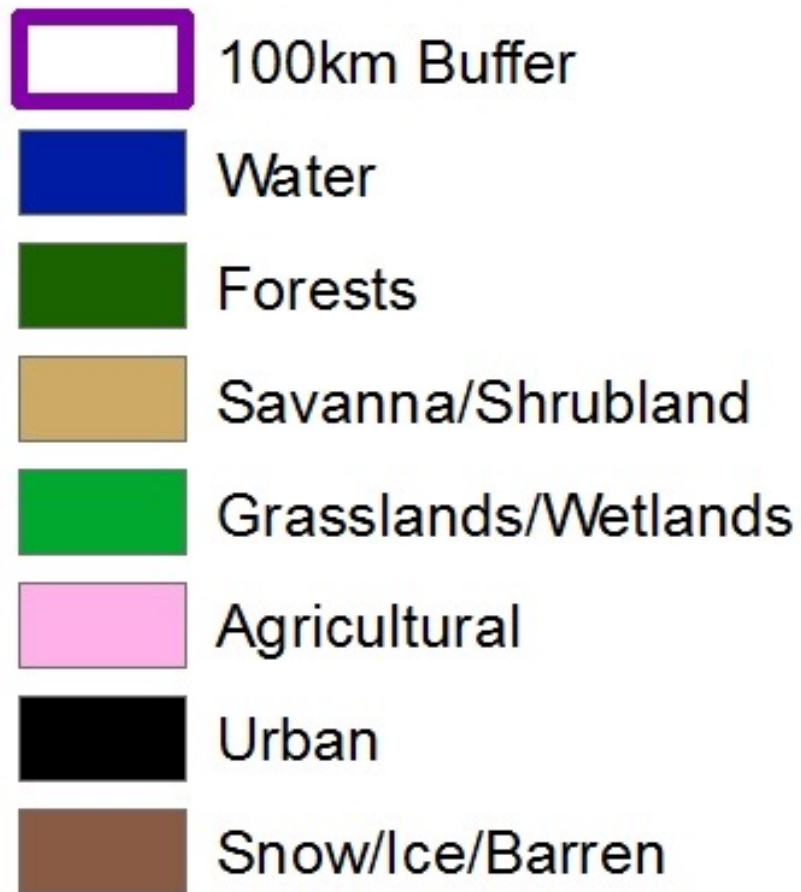 100km Buffer
Water
Forests
Savanna/Shrubland
Grasslands/Wetlands
Agricultural
Urban
Snow/Ice/Barren